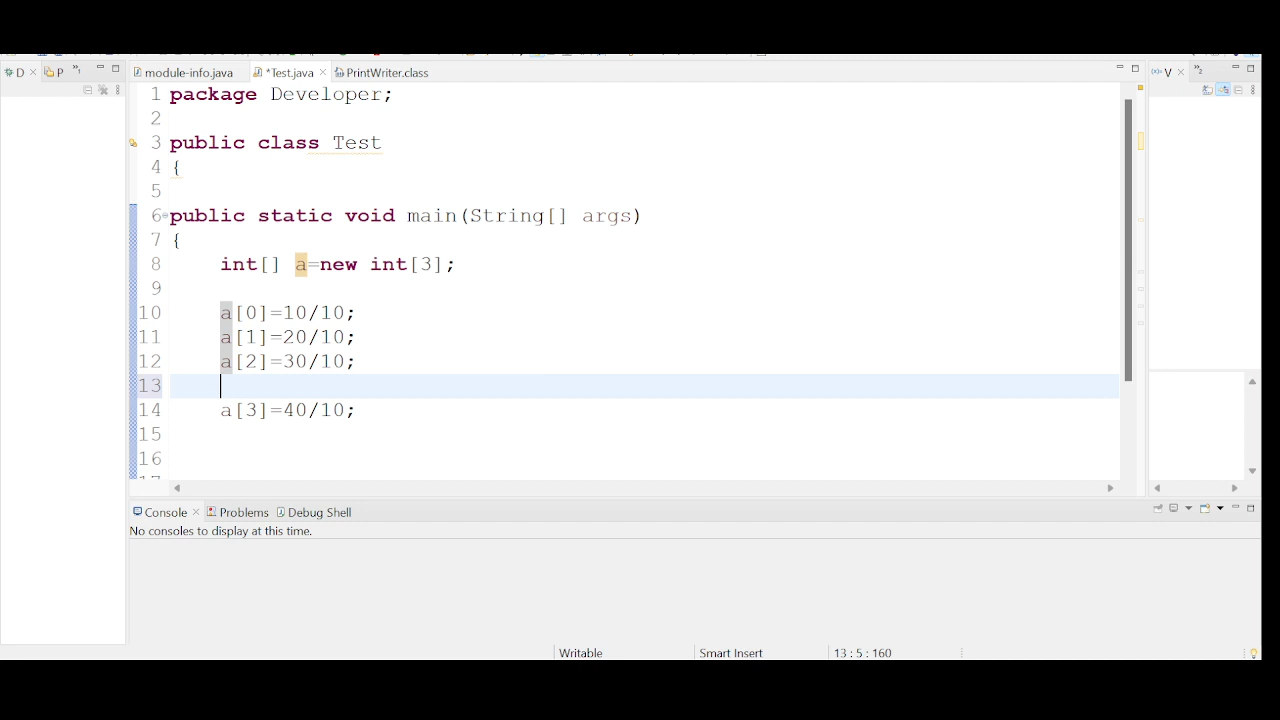 D P
module-info.java *Test.java PrintWriter.class V
1 package Developer;
2
3 public class Test
4 {
5
6 public static void main(String[] args)
7 {
8 int[] a=new int[3];
9
10 a[0]=10/10;
11 a[1]=20/10;
12 a[2]=30/10;
13
14 a[3]=40/10;
15
16
Console Problems Debug Shell
No consoles to display at this time.
Writable Smart Insert 13 : 5 : 160